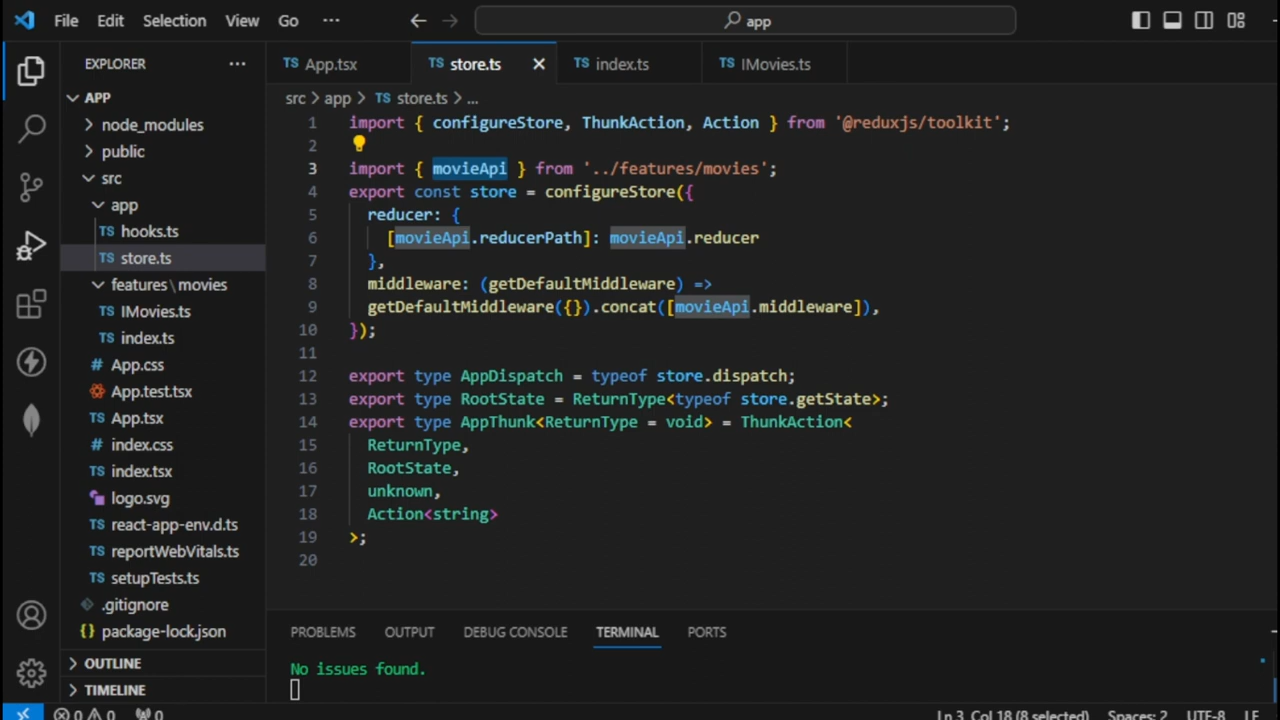 File Edit Selection View Go ··· app
EXPLORER ···
App.tsx store.ts index.ts IMovies.ts
APP
node_modules
public
src
app
hooks.ts
store.ts
features\movies
IMovies.ts
index.ts
App.css
App.test.tsx
App.tsx
index.css
index.tsx
logo.svg
react-app-env.d.ts
reportWebVitals.ts
setupTests.ts
.gitignore
package-lock.json
OUTLINE
TIMELINE
src > app > TS store.ts > ...
1 import { configureStore, ThunkAction, Action } from '@reduxjs/toolkit';
2
3 import { movieApi } from '../features/movies';
4 export const store = configureStore({
5 reducer: {
6 [movieApi.reducerPath]: movieApi.reducer
7 },
8 middleware: (getDefaultMiddleware) =>
9 getDefaultMiddleware({}).concat([movieApi.middleware]),
10 });
11
12 export type AppDispatch = typeof store.dispatch;
13 export type RootState = ReturnType<typeof store.getState>;
14 export type AppThunk<ReturnType = void> = ThunkAction<
15 ReturnType,
16 RootState,
17 unknown,
18 Action<string>
19 >;
20
PROBLEMS OUTPUT DEBUG CONSOLE TERMINAL PORTS
No issues found.
0 0 0 Ln 3, Col 18 (8 selected) Spaces: 2 UTF-8 LF